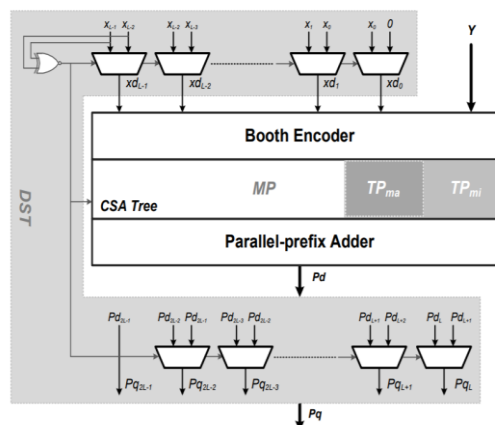 x_{L-1} x_{L-2} x_{L-2} x_{L-3} x_1 x_0 x_0 0 Y
xd_{L-1} xd_{L-2} xd_1 xd_0
Booth Encoder
DST
MP TP_{ma} TP_{mi}
CSA Tree
Parallel-prefix Adder
Pd
Pd_{2L-1} Pd_{2L-2} Pd_{2L-1} Pd_{2L-3} Pd_{2L-2} Pd_{L+1} Pd_{L+2} Pd_L Pd_{L+1}
Pq_{2L-1} Pq_{2L-2} Pq_{2L-3} Pq_{L+1} Pq_L
Pq